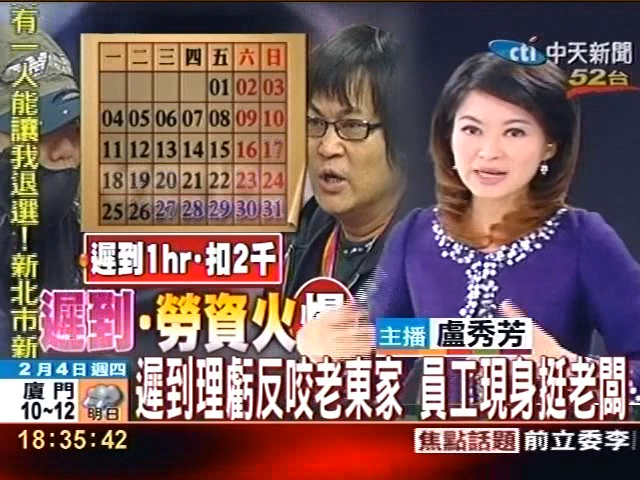 有一人能讓我退選!新北市新
一 二 三 四 五 六 日
01 02 03
04 05 06 07 08 09 10
11 12 13 14 15 16 17
18 19 20 21 22 23 24
25 26 27 28 29 30 31
cti 中天新聞
52台
遲到1hr·扣2千
遲到·勞資火爆
主播 盧秀芳
遲到理虧反咬老東家 員工現身挺老闆
2月4日週四
廈門
10~12
明日
18:35:42
焦點話題 前立委李